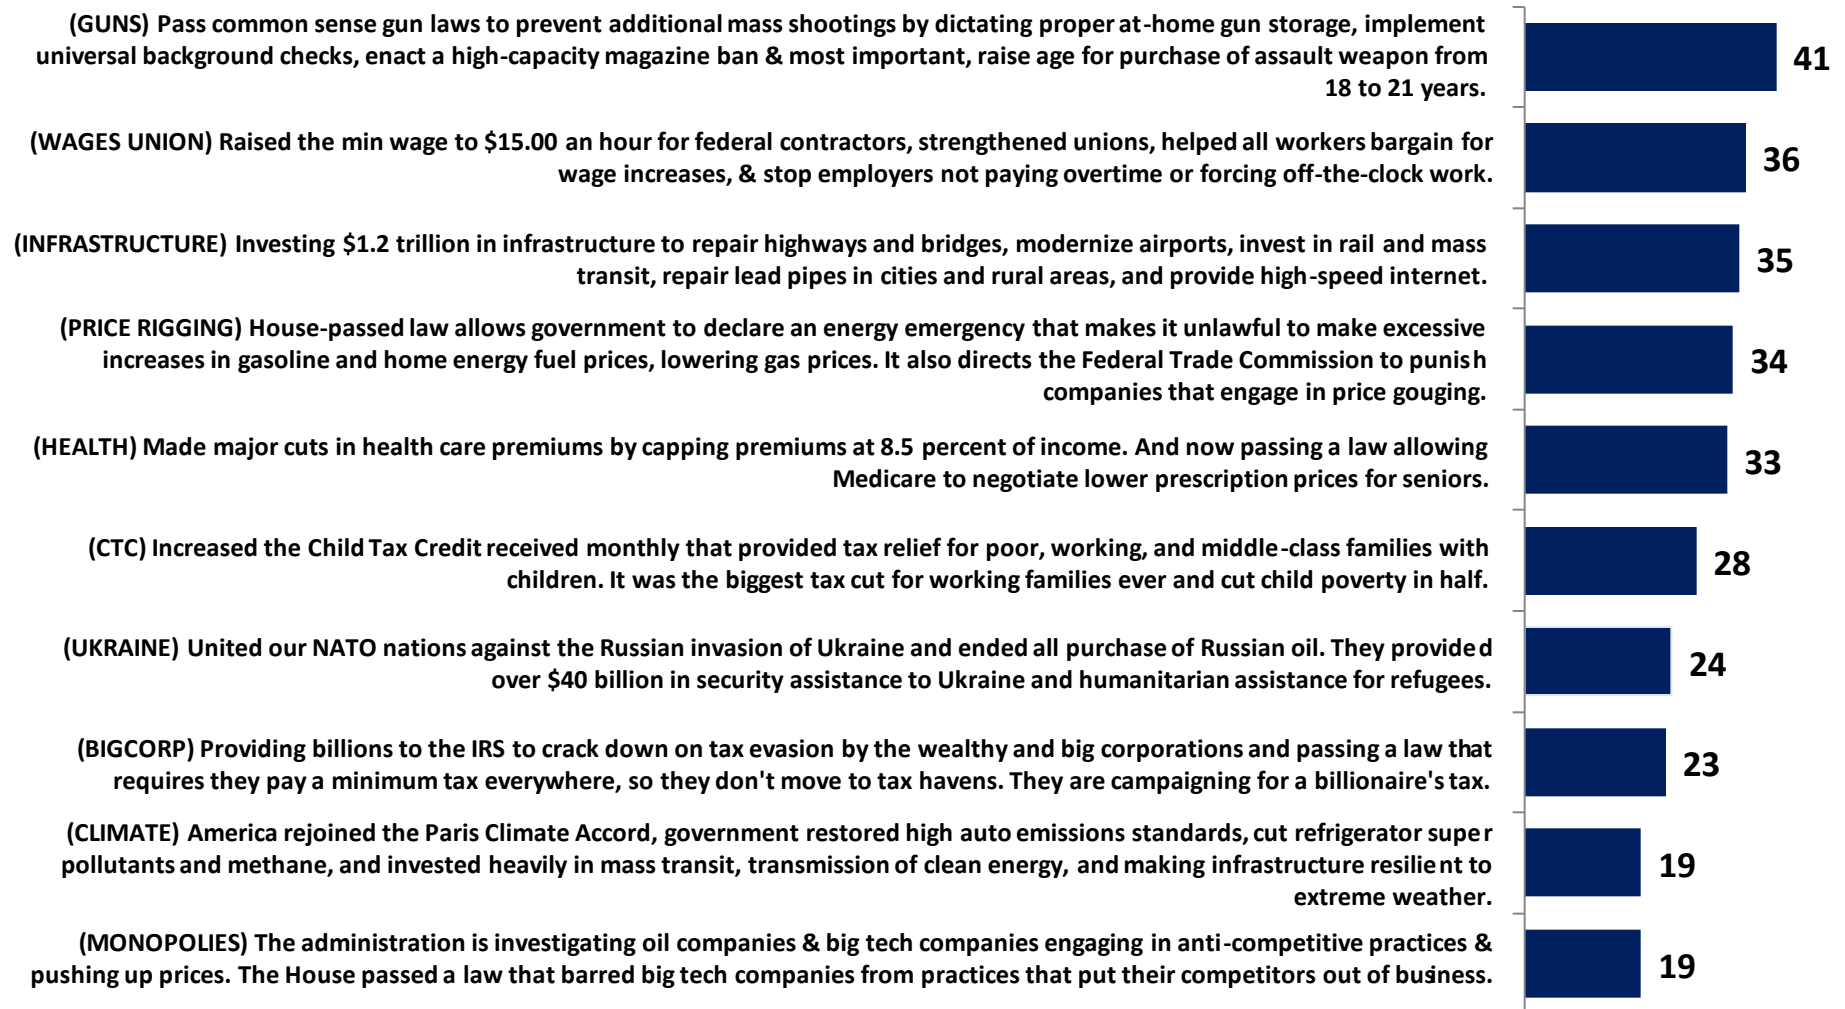 (GUNS) Pass common sense gun laws to prevent additional mass shootings by dictating proper at-home gun storage, implement
universal background checks, enact a high-capacity magazine ban & most important, raise age for purchase of assault weapon from
18 to 21 years.
41
(WAGES UNION) Raised the min wage to $15.00 an hour for federal contractors, strengthened unions, helped all workers bargain for
wage increases, & stop employers not paying overtime or forcing off-the-clock work.
36
(INFRASTRUCTURE) Investing $1.2 trillion in infrastructure to repair highways and bridges, modernize airports, invest in rail and mass
transit, repair lead pipes in cities and rural areas, and provide high-speed internet.
35
(PRICE RIGGING) House-passed law allows government to declare an energy emergency that makes it unlawful to make excessive
increases in gasoline and home energy fuel prices, lowering gas prices. It also directs the Federal Trade Commission to punish
companies that engage in price gouging.
34
(HEALTH) Made major cuts in health care premiums by capping premiums at 8.5 percent of income. And now passing a law allowing
Medicare to negotiate lower prescription prices for seniors.
33
(CTC) Increased the Child Tax Credit received monthly that provided tax relief for poor, working, and middle-class families with
children. It was the biggest tax cut for working families ever and cut child poverty in half.
28
(UKRAINE) United our NATO nations against the Russian invasion of Ukraine and ended all purchase of Russian oil. They provided
over $40 billion in security assistance to Ukraine and humanitarian assistance for refugees.
24
(BIGCORP) Providing billions to the IRS to crack down on tax evasion by the wealthy and big corporations and passing a law that
requires they pay a minimum tax everywhere, so they don't move to tax havens. They are campaigning for a billionaire's tax.
23
(CLIMATE) America rejoined the Paris Climate Accord, government restored high auto emissions standards, cut refrigerator super
pollutants and methane, and invested heavily in mass transit, transmission of clean energy, and making infrastructure resilient to
extreme weather.
19
(MONOPOLIES) The administration is investigating oil companies & big tech companies engaging in anti-competitive practices &
pushing up prices. The House passed a law that barred big tech companies from practices that put their competitors out of business.
19